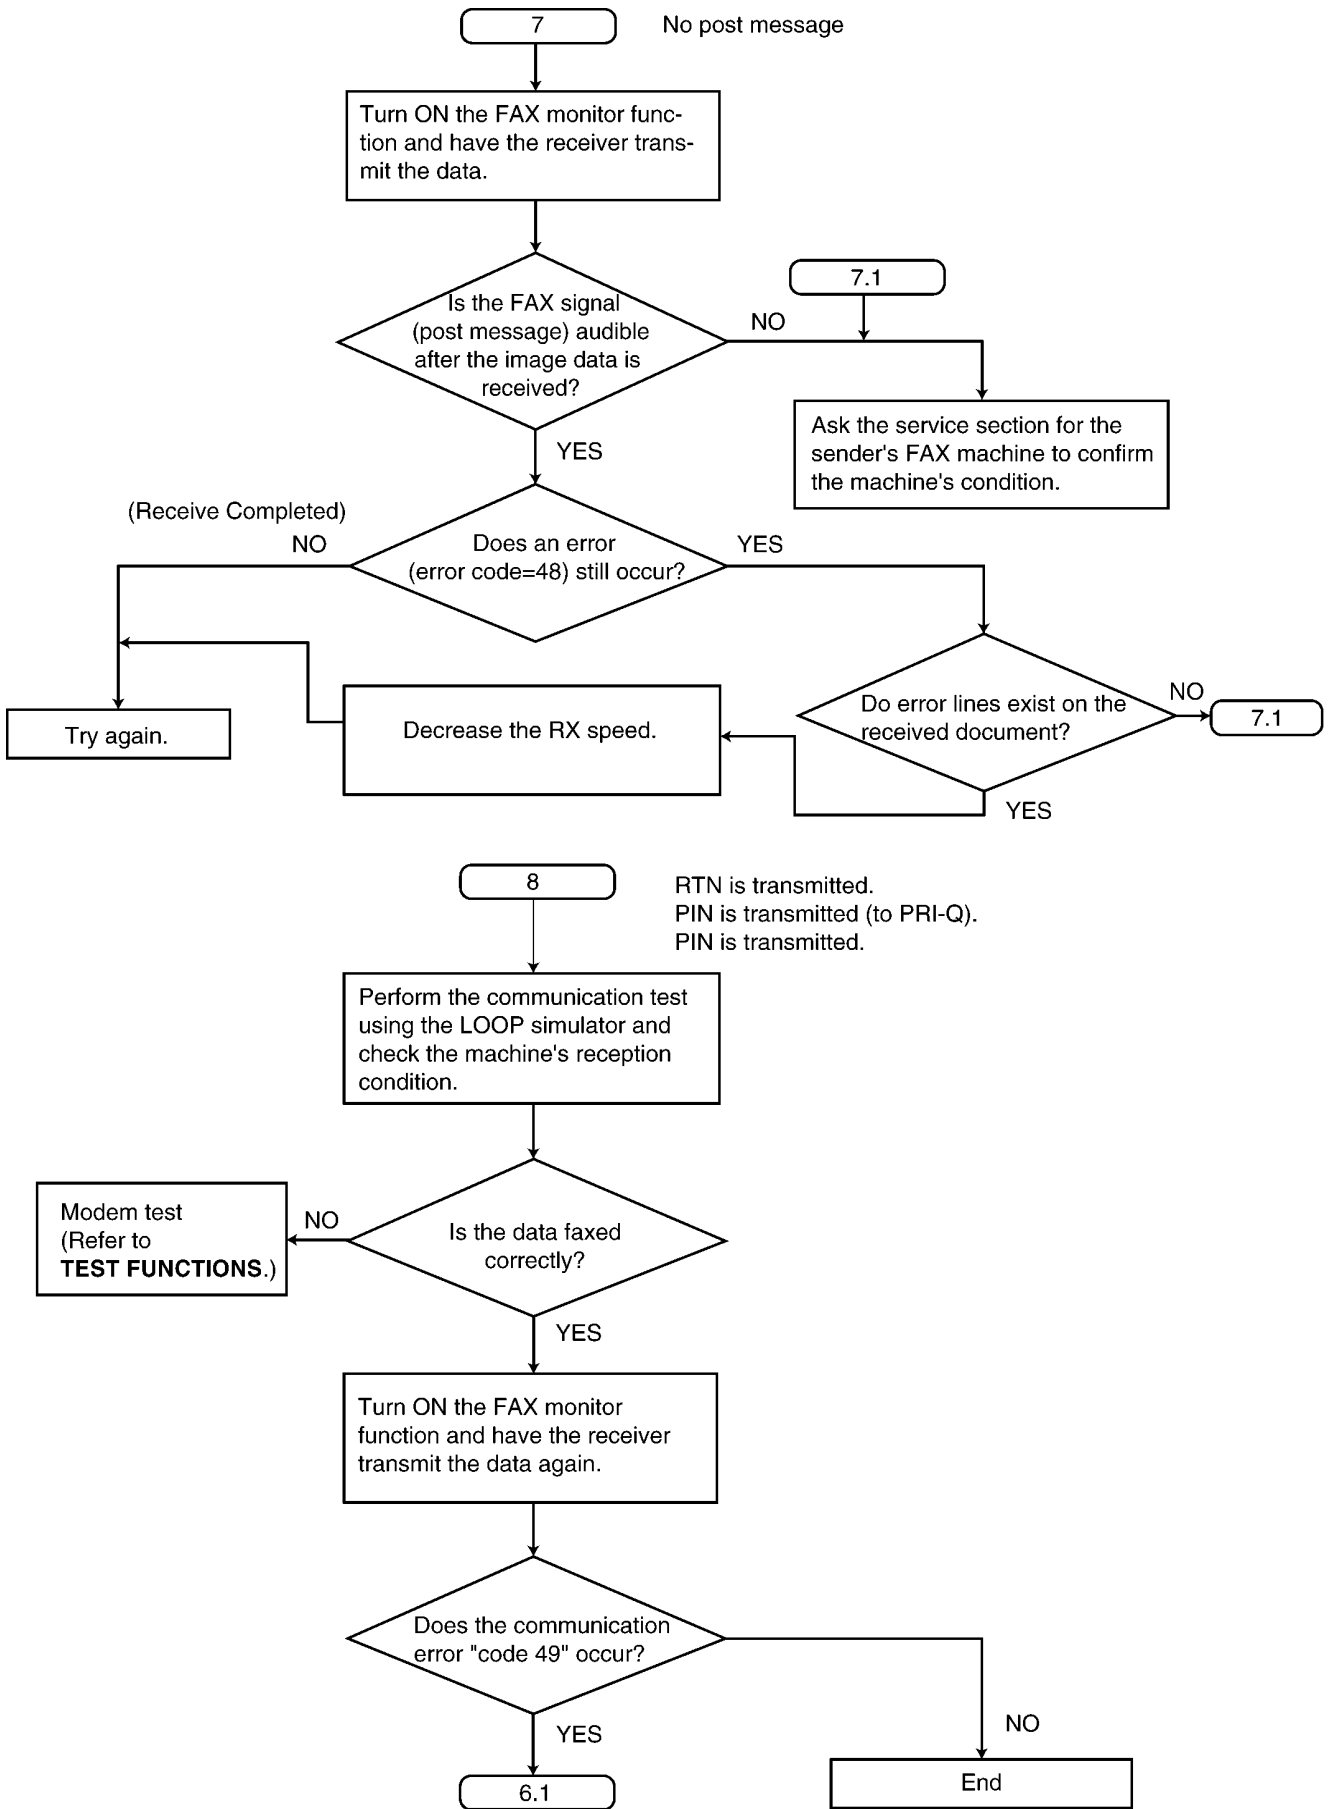 7
No post message
Turn ON the FAX monitor func-
tion and have the receiver trans-
mit the data.
7.1
Is the FAX signal
(post message) audible
after the image data is
received?
NO
Ask the service section for the
sender's FAX machine to confirm
the machine's condition.
YES
(Receive Completed)
NO
Does an error
(error code=48) still occur?
YES
Do error lines exist on the
received document?
NO
7.1
Decrease the RX speed.
Try again.
YES
8
RTN is transmitted.
PIN is transmitted (to PRI-Q).
PIN is transmitted.
Perform the communication test
using the LOOP simulator and
check the machine's reception
condition.
Modem test
(Refer to
TEST FUNCTIONS.)
NO
Is the data faxed
correctly?
YES
Turn ON the FAX monitor
function and have the receiver
transmit the data again.
Does the communication
error "code 49" occur?
YES
NO
6.1
End